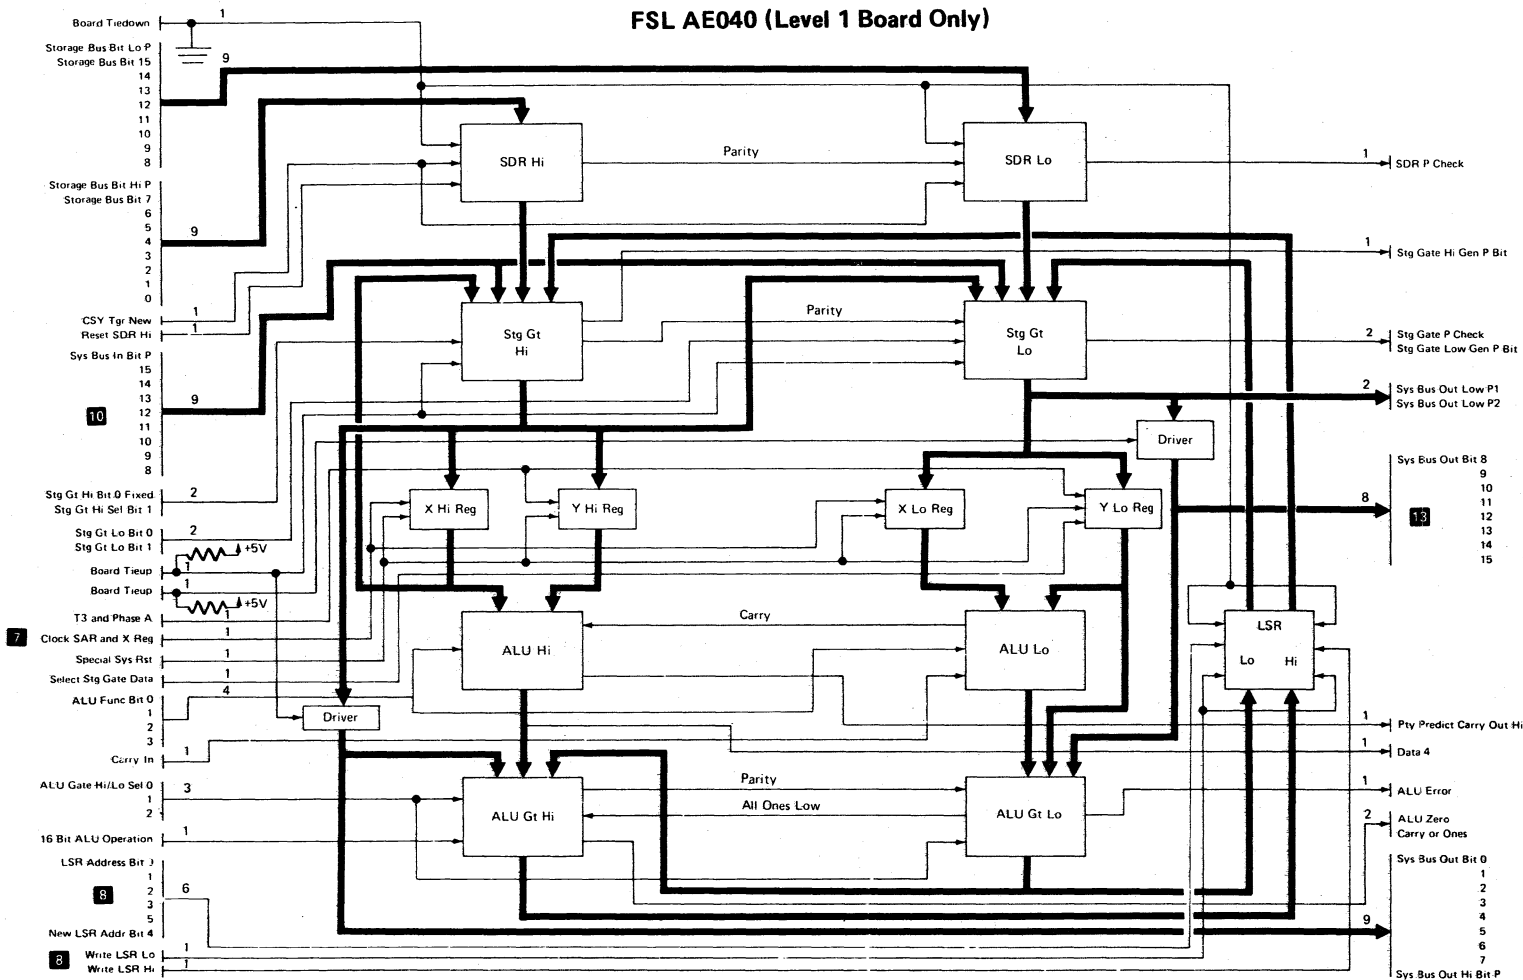 FSL AE040 (Level 1 Board Only)
Board Tiedown
1
Storage Bus Bit Lo P
Storage Bus Bit 15
14
13
12
11
10
9
8
9
Storage Bus Bit Hi P
Storage Bus Bit 7
6
5
4
3
2
1
0
9
CSY Tgr New
1
Reset SDR Hi
1
Sys Bus In Bit P
15
14
13
12
11
10
9
8
9
10
Stg Gt Hi Bit 0 Fixed
Stg Gt Hi Sel Bit 1
2
Stg Gt Lo Bit 0
Stg Gt Lo Bit 1
2
+5V
Board Tieup
1
Board Tieup
1
+5V
T3 and Phase A
1
7
Clock SAR and X Reg
1
Special Sys Rst
1
Select Stg Gate Data
1
ALU Func Bit 0
1
2
3
4
Carry In
1
ALU Gate Hi/Lo Sel 0
1
2
3
16 Bit ALU Operation
1
LSR Address Bit
1
2
3
5
New LSR Addr Bit 4
6
8
8
Write LSR Lo
1
Write LSR Hi
1
SDR Hi
Parity
SDR Lo
Stg Gt
Hi
Parity
Stg Gt
Lo
Driver
X Hi Reg
Y Hi Reg
X Lo Reg
Y Lo Reg
ALU Hi
Carry
ALU Lo
LSR
Lo
Hi
Driver
ALU Gt Hi
Parity
All Ones Low
ALU Gt Lo
1
SDR P Check
1
Stg Gate Hi Gen P Bit
2
Stg Gate P Check
Stg Gate Low Gen P Bit
2
Sys Bus Out Low P1
Sys Bus Out Low P2
8
Sys Bus Out Bit 8
9
10
11
12
13
14
15
13
1
Pty Predict Carry Out Hi
1
Data 4
1
ALU Error
2
ALU Zero
Carry or Ones
9
Sys Bus Out Bit 0
1
2
3
4
5
6
7
Sys Bus Out Hi Bit P